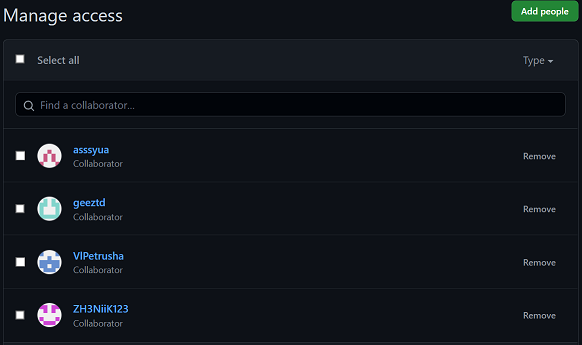 Manage access
Add people
Select all
Type
Find a collaborator...
asssyua
Collaborator
Remove
geeztd
Collaborator
Remove
VlPetrusha
Collaborator
Remove
ZH3NiiK123
Collaborator
Remove